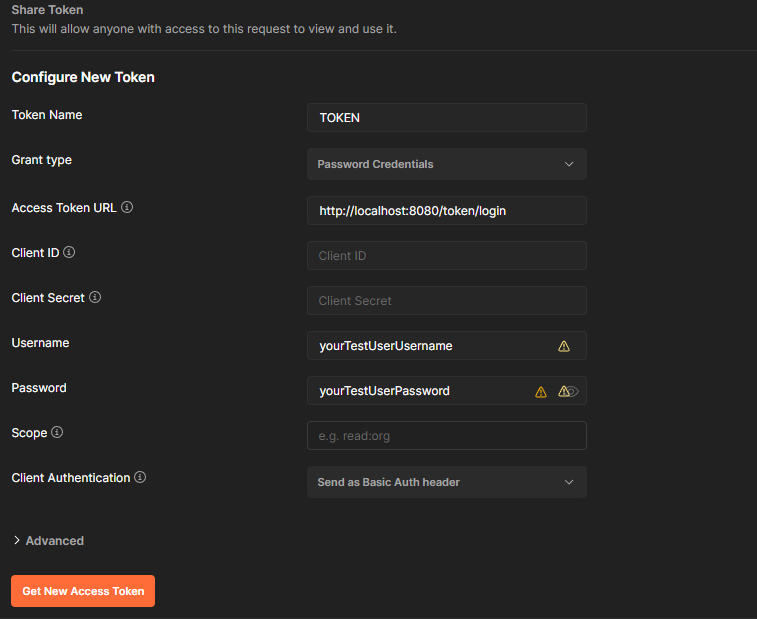 Share Token
This will allow anyone with access to this request to view and use it.
Configure New Token
Token Name
TOKEN
Grant type
Password Credentials
Access Token URL
http://localhost:8080/token/login
Client ID
Client ID
Client Secret
Client Secret
Username
yourTestUserUsername
Password
yourTestUserPassword
Scope
e.g. read:org
Client Authentication
Send as Basic Auth header
Advanced
Get New Access Token